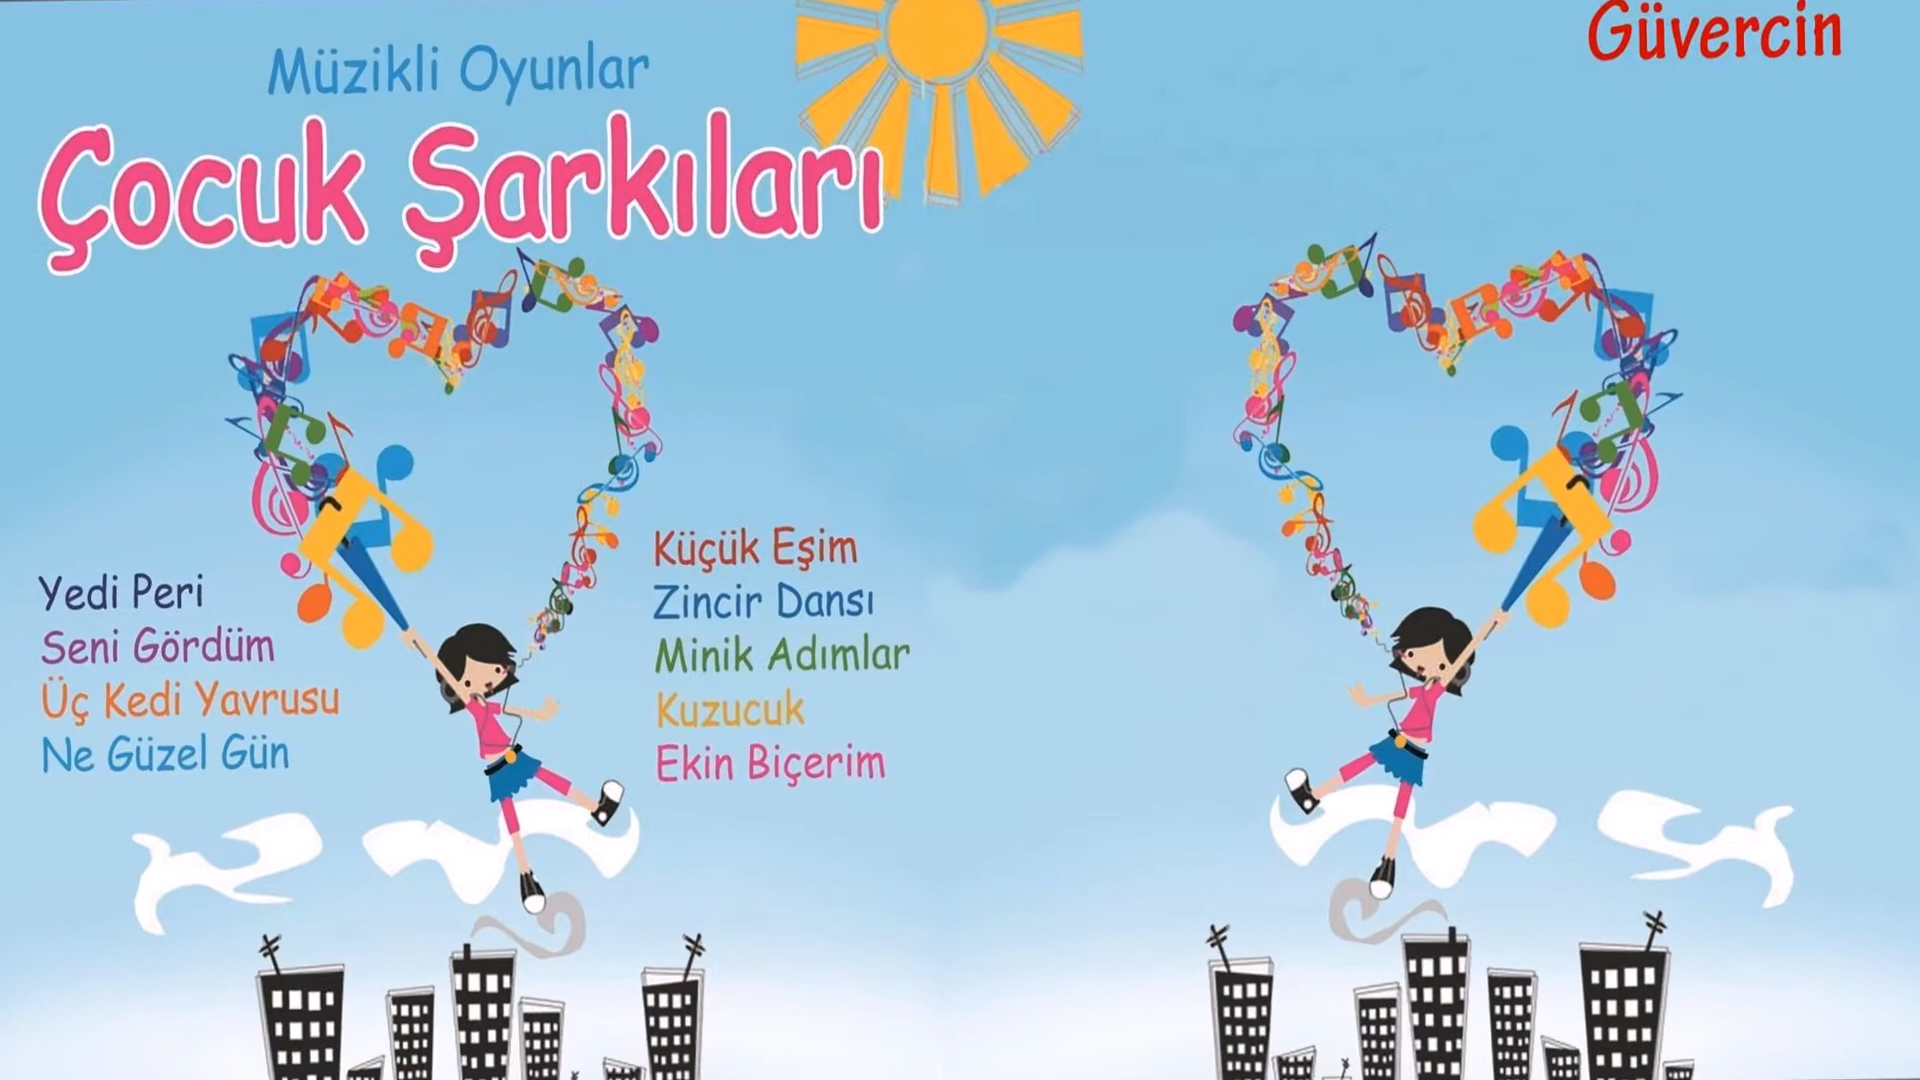 Müzikli Oyunlar
Çocuk Şarkıları
Yedi Peri
Seni Gördüm
Üç Kedi Yavrusu
Ne Güzel Gün
Küçük Eşim
Zincir Dansı
Minik Adımlar
Kuzucuk
Ekin Biçerim
Güvercin